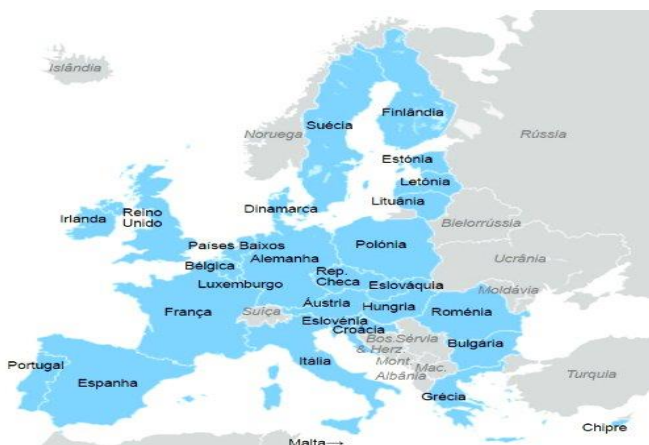 Islândia
Finlândia
Suécia
Noruega
Rússia
Estónia
Letónia
Lituânia
Irlanda
Reino
Unido
Dinamarca
Bielorrússia
Países Baixos
Alemanha
Polónia
Ucrânia
Bélgica
Rep.
Checa
Luxemburgo
Eslováquia
Moldávia
Áustria
Hungria
França
Suíça
Roménia
Eslovénia
Croácia
Bos.
Sérvia
& Herz.
Bulgária
Mont.
Itália
Mac.
Portugal
Espanha
Albânia
Turquia
Grécia
Chipre
Malta→